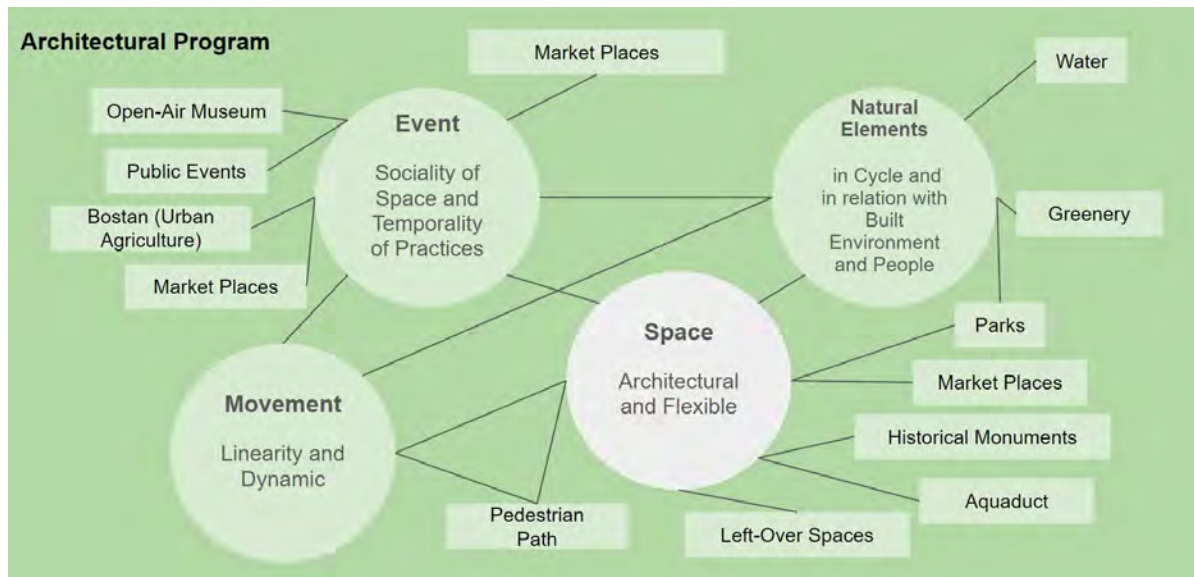 Architectural Program
Market Places
Water
Open-Air Museum
Public Events
Bostan (Urban
Agriculture)
Market Places
Event
Sociality of
Space and
Temporality
of Practices
Natural
Elements
in Cycle and
in relation with
Built
Environment
and People
Greenery
Parks
Market Places
Historical Monuments
Aquaduct
Left-Over Spaces
Space
Architectural
and Flexible
Movement
Linearity and
Dynamic
Pedestrian
Path